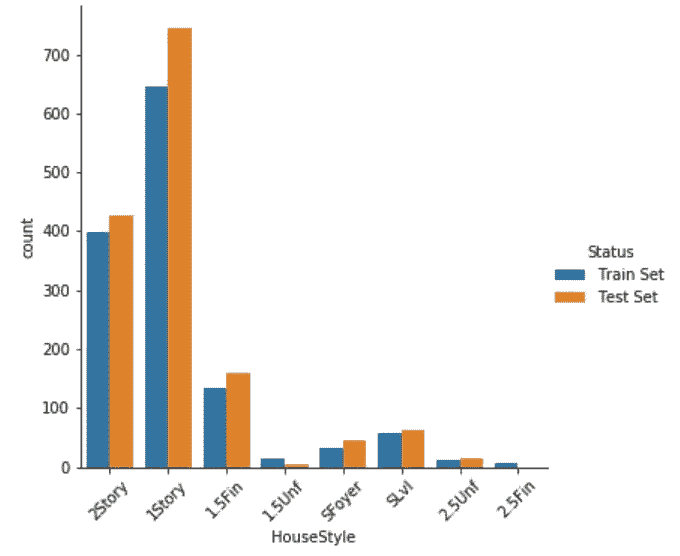 700
600
500
400
300
200
100
0
count
2Story
1Story
1.5Fin
1.5Unf
SFoyer
SLvl
2.5Unf
2.5Fin
HouseStyle
Status
Train Set
Test Set